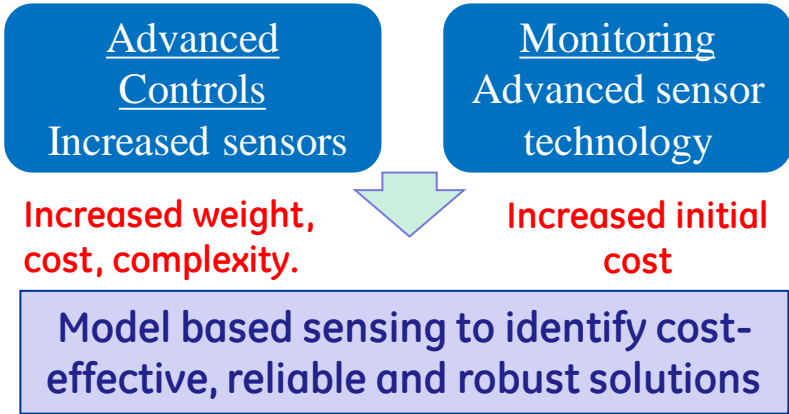 Advanced
Controls
Increased sensors
Monitoring
Advanced sensor
technology
Increased weight,
cost, complexity.
Increased initial
cost
Model based sensing to identify cost-
effective, reliable and robust solutions